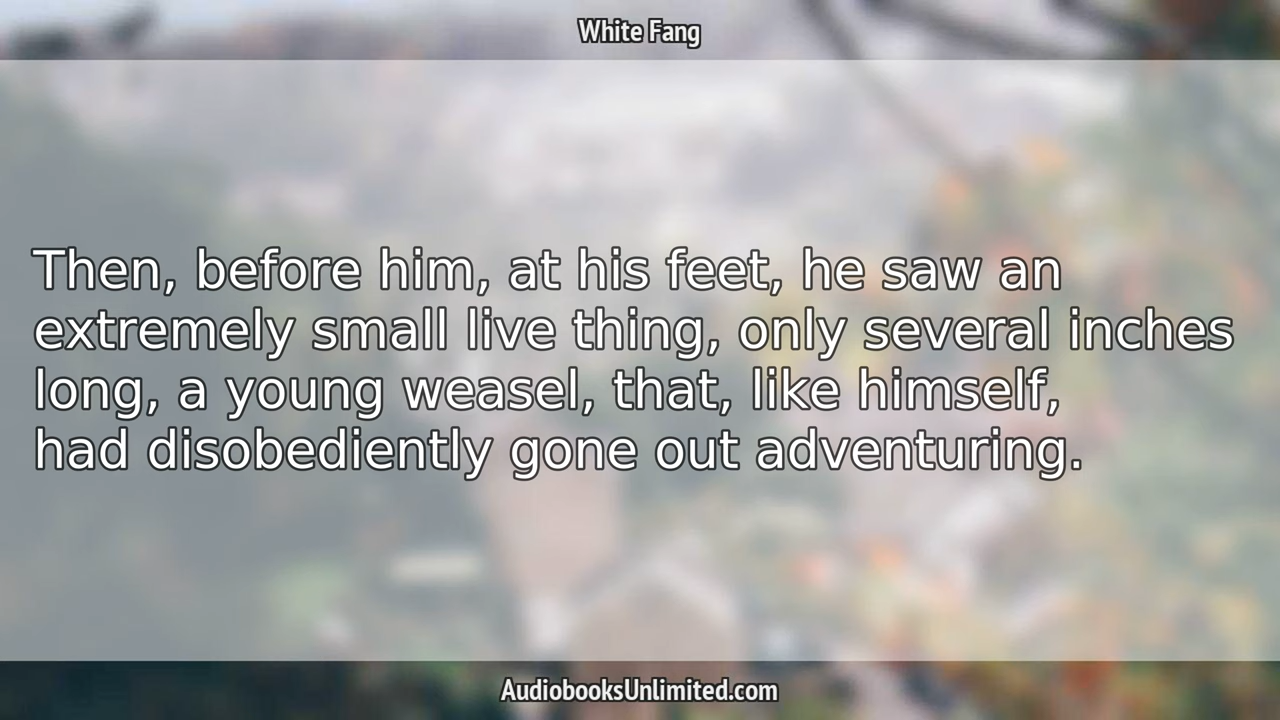 White Fang
Then, before him, at his feet, he saw an
extremely small live thing, only several inches
long, a young weasel, that, like himself,
had disobediently gone out adventuring.
AudiobooksUnlimited.com